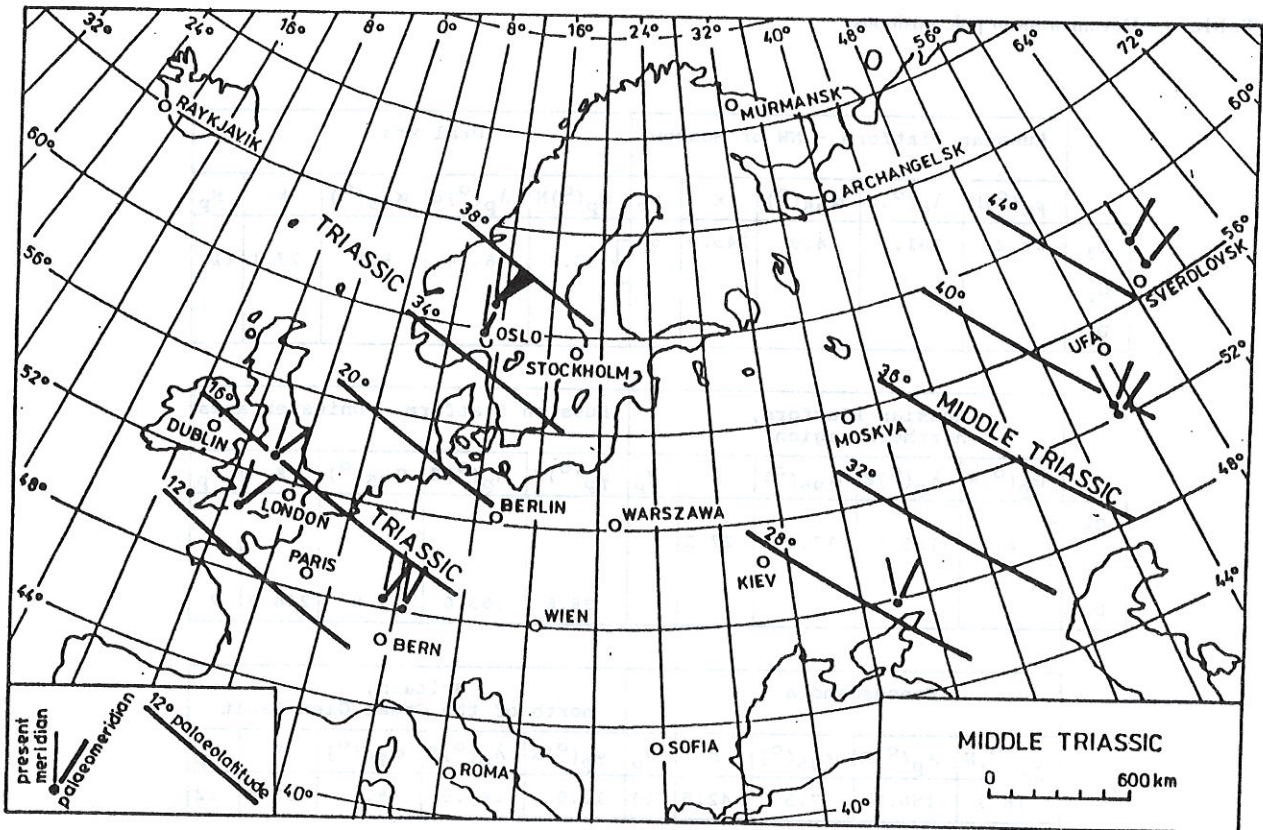 32° 24° 16° 8° 0° 8° 16° 24° 32° 40° 48° 56° 64° 72°
RAYKJAVIK
MURMANSK
60°
60°
ARCHANGELSK
TRIASSIC
38°
44°
56°
SVERDLOVSK
56°
34°
OSLO
40°
UFA
STOCKHOLM
52°
52°
20°
36°
MIDDLE TRIASSIC
16°
DUBLIN
MOSKVA
48°
48°
12°
LONDON
TRIASSIC
BERLIN
WARSZAWA
32°
PARIS
28°
KIEV
44°
44°
WIEN
BERN
present
meridian
palaeomeridian
12° palaeolatitude
SOFIA
ROMA
40°
40°
MIDDLE TRIASSIC
0 600 km